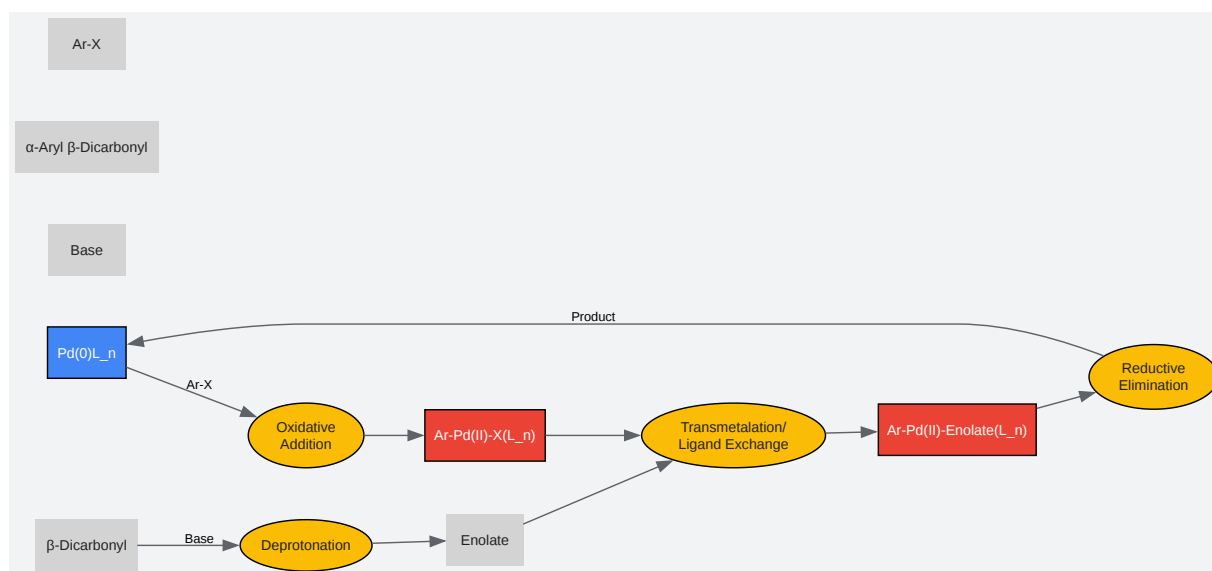 Ar-X
α-Aryl β-Dicarbonyl
Base
Product
Pd(0)L_n
Reductive
Elimination
Ar-X
Oxidative
Addition
Ar-Pd(II)-X(L_n)
Transmetalation/
Ligand Exchange
Ar-Pd(II)-Enolate(L_n)
β-Dicarbonyl
Base
Deprotonation
Enolate